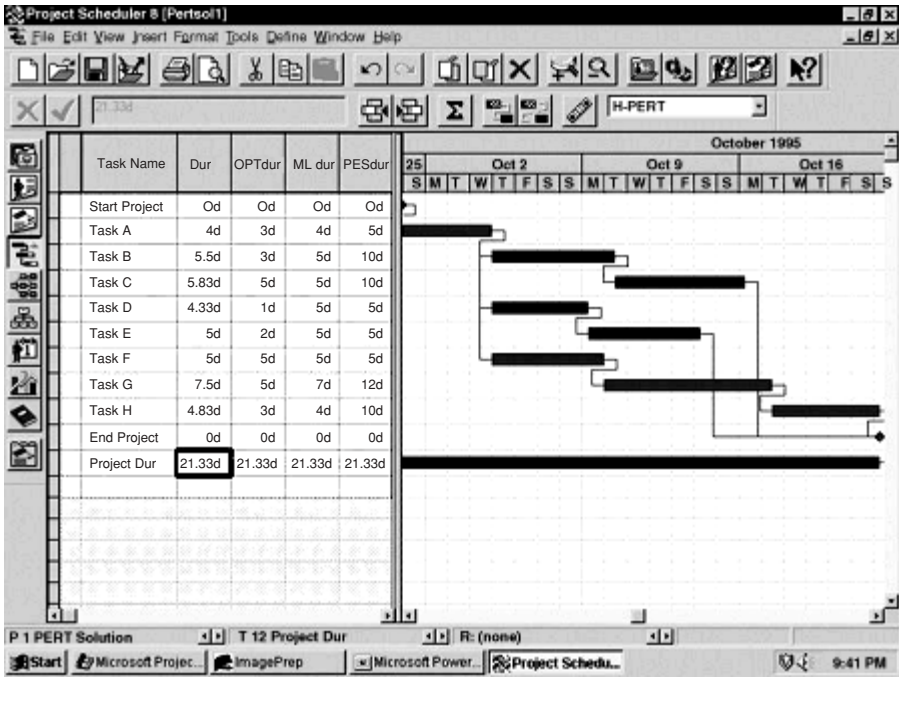 Project Scheduler 8 [Pertsol1]
File Edit View Insert Format Tools Define Window Help
21.33d H-PERT
October 1995
Task Name Dur OPTdur ML dur PESdur 25 Oct 2 Oct 9 Oct 16
S M T W T F S S M T W T F S S M T W T F S S
Start Project Od Od Od Od
Task A 4d 3d 4d 5d
Task B 5.5d 3d 5d 10d
Task C 5.83d 5d 5d 10d
Task D 4.33d 1d 5d 5d
Task E 5d 2d 5d 5d
Task F 5d 5d 5d 5d
Task G 7.5d 5d 7d 12d
Task H 4.83d 3d 4d 10d
End Project 0d 0d 0d 0d
Project Dur 21.33d 21.33d 21.33d 21.33d
P 1 PERT Solution T 12 Project Dur R: (none)
Start Microsoft Projec... ImagePrep Microsoft Power... Project Schedu... 9:41 PM